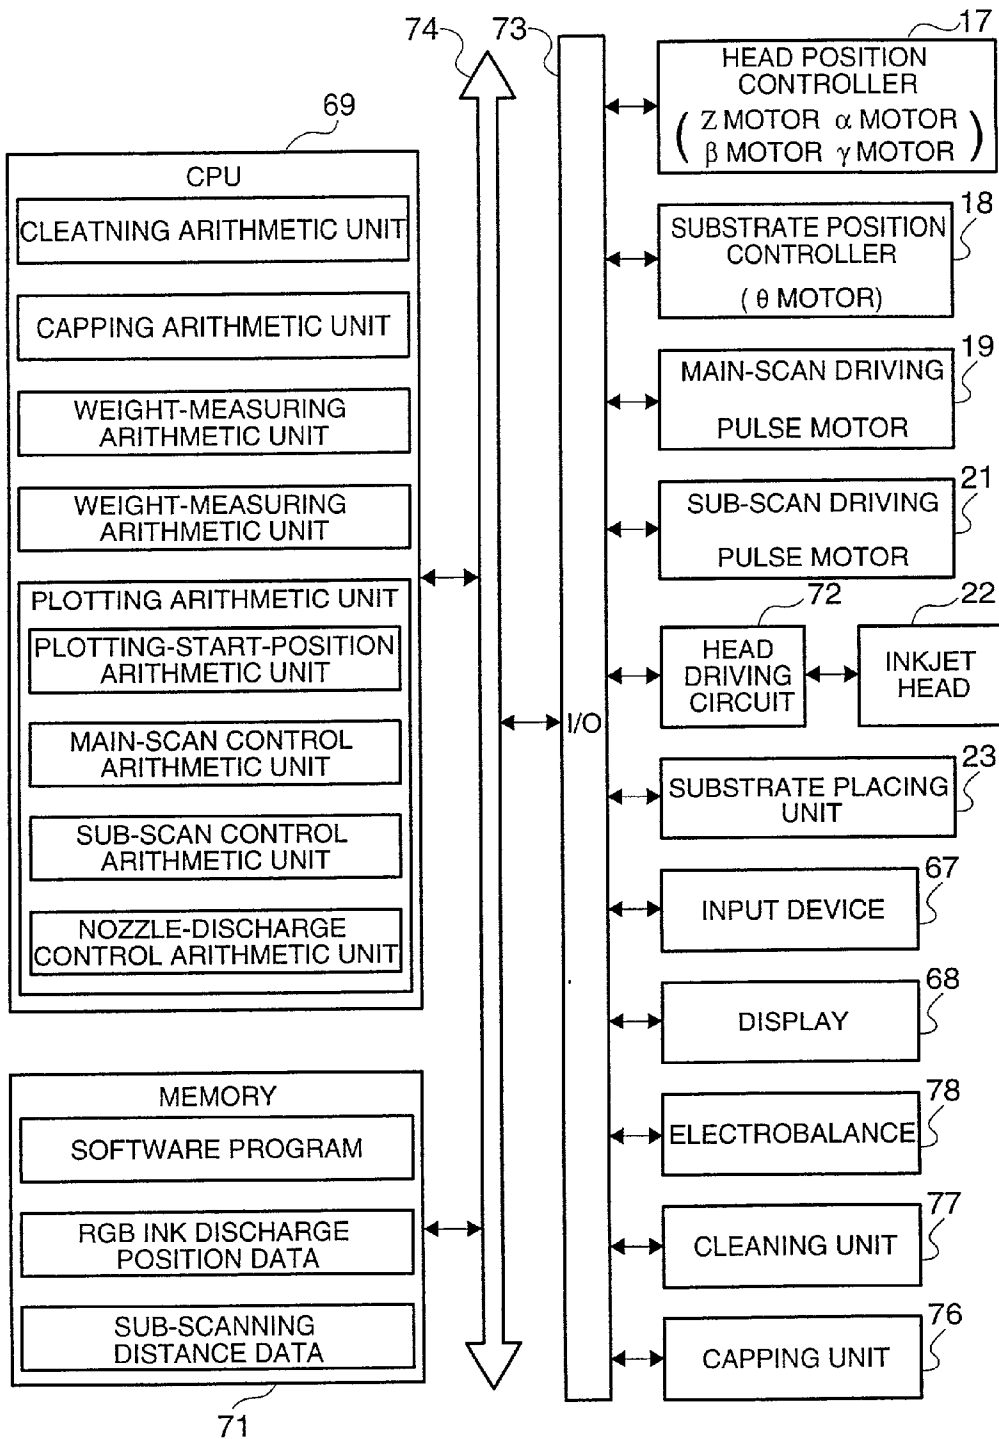 74
73
17
HEAD POSITION
CONTROLLER
( Z MOTOR α MOTOR
β MOTOR γ MOTOR )
69
CPU
CLEATNING ARITHMETIC UNIT
CAPPING ARITHMETIC UNIT
WEIGHT-MEASURING
ARITHMETIC UNIT
WEIGHT-MEASURING
ARITHMETIC UNIT
PLOTTING ARITHMETIC UNIT
PLOTTING-START-POSITION
ARITHMETIC UNIT
MAIN-SCAN CONTROL
ARITHMETIC UNIT
SUB-SCAN CONTROL
ARITHMETIC UNIT
NOZZLE-DISCHARGE
CONTROL ARITHMETIC UNIT
MEMORY
SOFTWARE PROGRAM
RGB INK DISCHARGE
POSITION DATA
SUB-SCANNING
DISTANCE DATA
71
I/O
18
SUBSTRATE POSITION
CONTROLLER
( θ MOTOR)
19
MAIN-SCAN DRIVING
PULSE MOTOR
21
SUB-SCAN DRIVING
PULSE MOTOR
72
HEAD
DRIVING
CIRCUIT
22
INKJET
HEAD
23
SUBSTRATE PLACING
UNIT
67
INPUT DEVICE
68
DISPLAY
78
ELECTROBALANCE
77
CLEANING UNIT
76
CAPPING UNIT